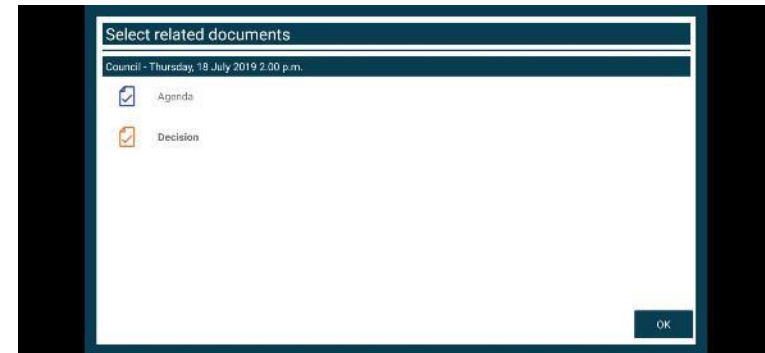 Select related documents
Council - Thursday, 18 July 2019 2.00 p.m.
Agenda
Decision
OK